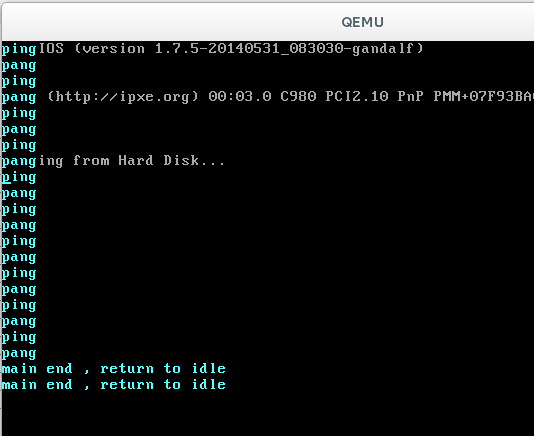 QEMU
pingIOS (version 1.7.5-20140531_083030-gandalf)
pang
ping
pang (http://ipxe.org) 00:03.0 C980 PCI2.10 PnP PMM+07F93BA
ping
pang
ping
panging from Hard Disk...
ping
pang
ping
pang
ping
pang
ping
pang
ping
pang
ping
pang
main end , return to idle
main end , return to idle